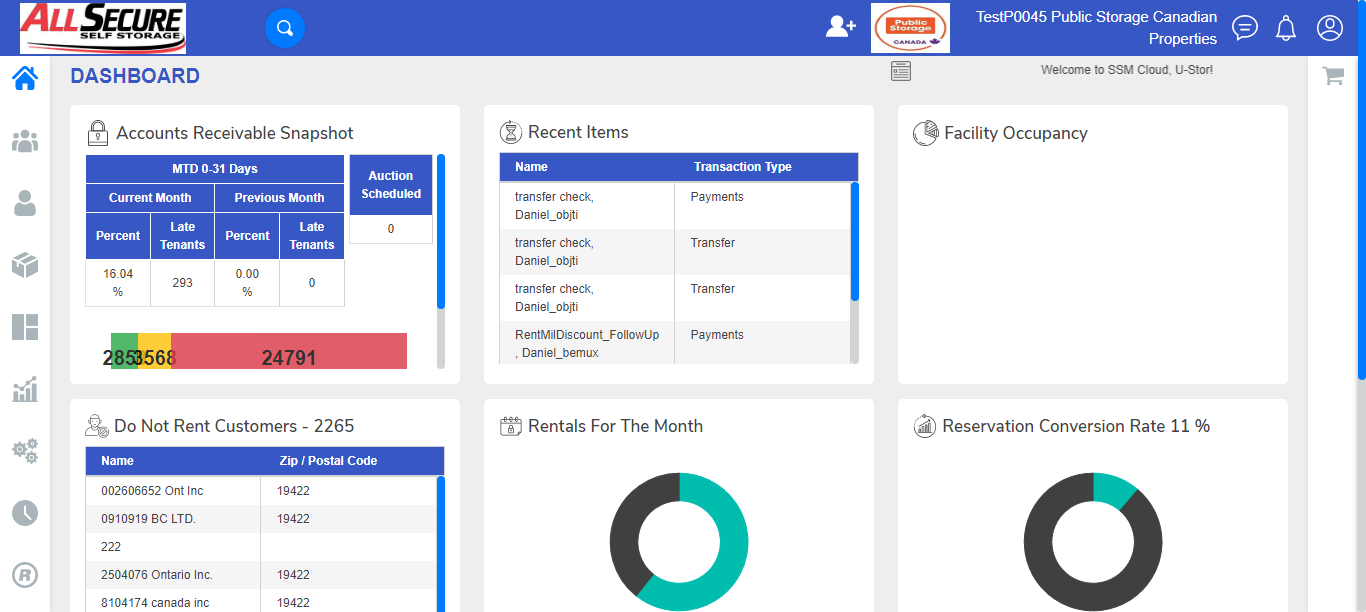 ALL SECURE
SELF STORAGE
Public
Storage
CANADA
TestP0045 Public Storage Canadian
Properties
DASHBOARD
Welcome to SSM Cloud, U-Stor!
Accounts Receivable Snapshot
MTD 0-31 Days
Current Month
Previous Month
Percent
Late
Tenants
Percent
Late
Tenants
16.04
%
293
0.00
%
0
Auction
Scheduled
0
2853568
24791
Recent Items
Name
Transaction Type
transfer check,
Daniel_objti
Payments
transfer check,
Daniel_objti
Transfer
transfer check,
Daniel_objti
Transfer
RentMilDiscount_FollowUp
, Daniel_bemux
Payments
Facility Occupancy
Do Not Rent Customers - 2265
Name
Zip / Postal Code
002606652 Ont Inc
19422
0910919 BC LTD.
19422
222
2504076 Ontario Inc.
19422
8104174 canada inc
19422
Rentals For The Month
Reservation Conversion Rate 11 %
R